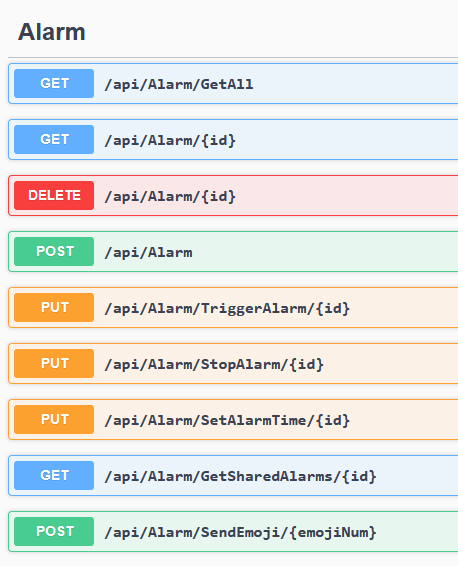 Alarm
GET /api/Alarm/GetAll
GET /api/Alarm/{id}
DELETE /api/Alarm/{id}
POST /api/Alarm
PUT /api/Alarm/TriggerAlarm/{id}
PUT /api/Alarm/StopAlarm/{id}
PUT /api/Alarm/SetAlarmTime/{id}
GET /api/Alarm/GetSharedAlarms/{id}
POST /api/Alarm/SendEmoji/{emojiNum}